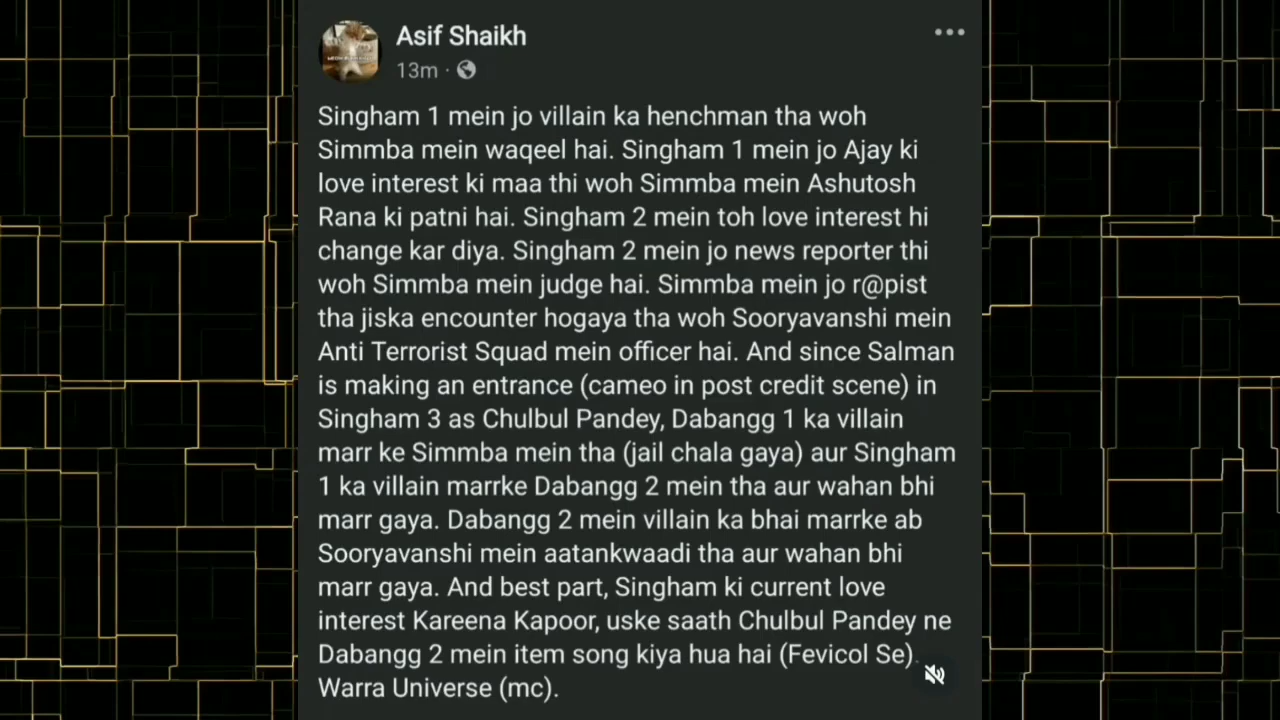 Asif Shaikh
13m ·
Singham 1 mein jo villain ka henchman tha woh
Simmba mein waqeel hai. Singham 1 mein jo Ajay ki
love interest ki maa thi woh Simmba mein Ashutosh
Rana ki patni hai. Singham 2 mein toh love interest hi
change kar diya. Singham 2 mein jo news reporter thi
woh Simmba mein judge hai. Simmba mein jo r@pist
tha jiska encounter hogaya tha woh Sooryavanshi mein
Anti Terrorist Squad mein officer hai. And since Salman
is making an entrance (cameo in post credit scene) in
Singham 3 as Chulbul Pandey, Dabangg 1 ka villain
marr ke Simmba mein tha (jail chala gaya) aur Singham
1 ka villain marrke Dabangg 2 mein tha aur wahan bhi
marr gaya. Dabangg 2 mein villain ka bhai marrke ab
Sooryavanshi mein aatankwaadi tha aur wahan bhi
marr gaya. And best part, Singham ki current love
interest Kareena Kapoor, uske saath Chulbul Pandey ne
Dabangg 2 mein item song kiya hua hai (Fevicol Se).
Warra Universe (mc).